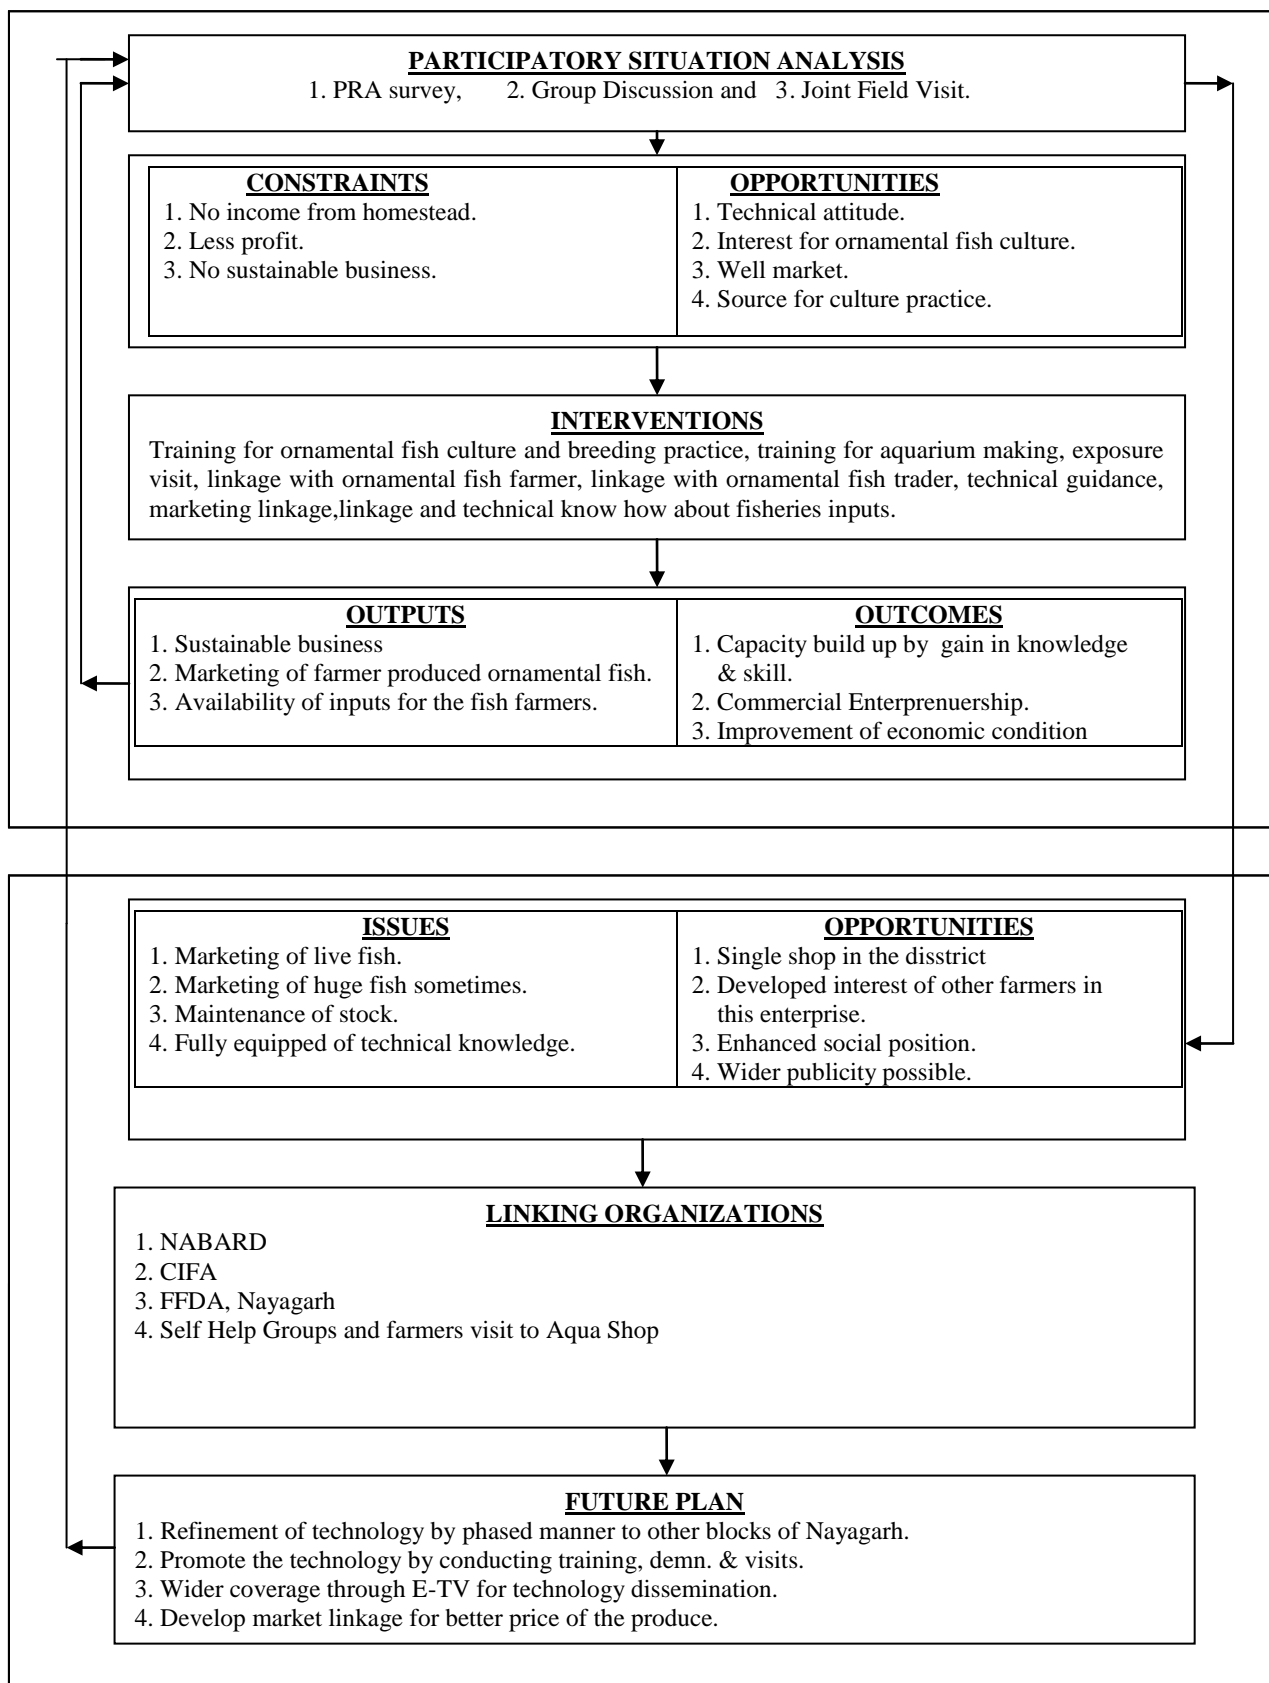 PARTICIPATORY SITUATION ANALYSIS
1. PRA survey, 2. Group Discussion and 3. Joint Field Visit.
CONSTRAINTS
1. No income from homestead.
2. Less profit.
3. No sustainable business.
OPPORTUNITIES
1. Technical attitude.
2. Interest for ornamental fish culture.
3. Well market.
4. Source for culture practice.
INTERVENTIONS
Training for ornamental fish culture and breeding practice, training for aquarium making, exposure
visit, linkage with ornamental fish farmer, linkage with ornamental fish trader, technical guidance,
marketing linkage,linkage and technical know how about fisheries inputs.
OUTPUTS
1. Sustainable business
2. Marketing of farmer produced ornamental fish.
3. Availability of inputs for the fish farmers.
OUTCOMES
1. Capacity build up by gain in knowledge
& skill.
2. Commercial Enterprenuership.
3. Improvement of economic condition
ISSUES
1. Marketing of live fish.
2. Marketing of huge fish sometimes.
3. Maintenance of stock.
4. Fully equipped of technical knowledge.
OPPORTUNITIES
1. Single shop in the disstrict
2. Developed interest of other farmers in
this enterprise.
3. Enhanced social position.
4. Wider publicity possible.
LINKING ORGANIZATIONS
1. NABARD
2. CIFA
3. FFDA, Nayagarh
4. Self Help Groups and farmers visit to Aqua Shop
FUTURE PLAN
1. Refinement of technology by phased manner to other blocks of Nayagarh.
2. Promote the technology by conducting training, demn. & visits.
3. Wider coverage through E-TV for technology dissemination.
4. Develop market linkage for better price of the produce.